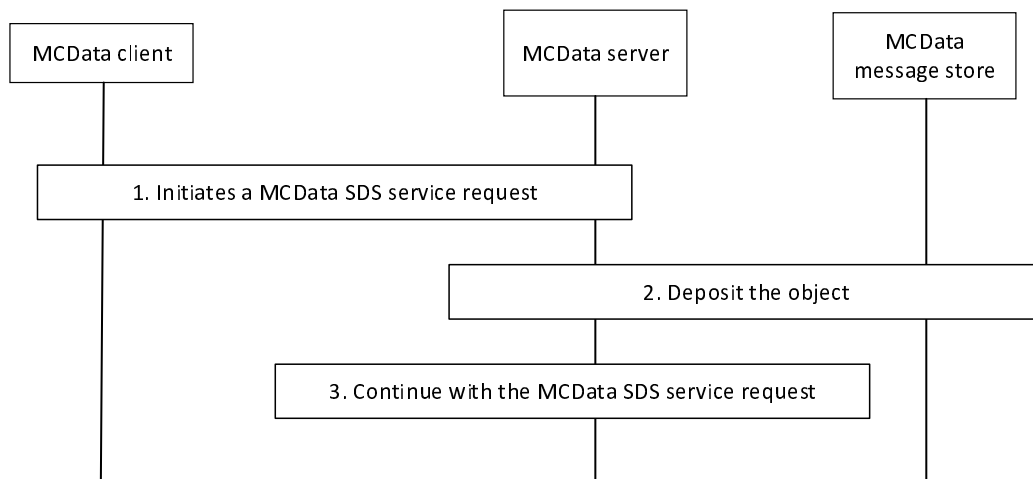 MCData client
MCData server
MCData
message store
1. Initiates a MCData SDS service request
2. Deposit the object
3. Continue with the MCData SDS service request